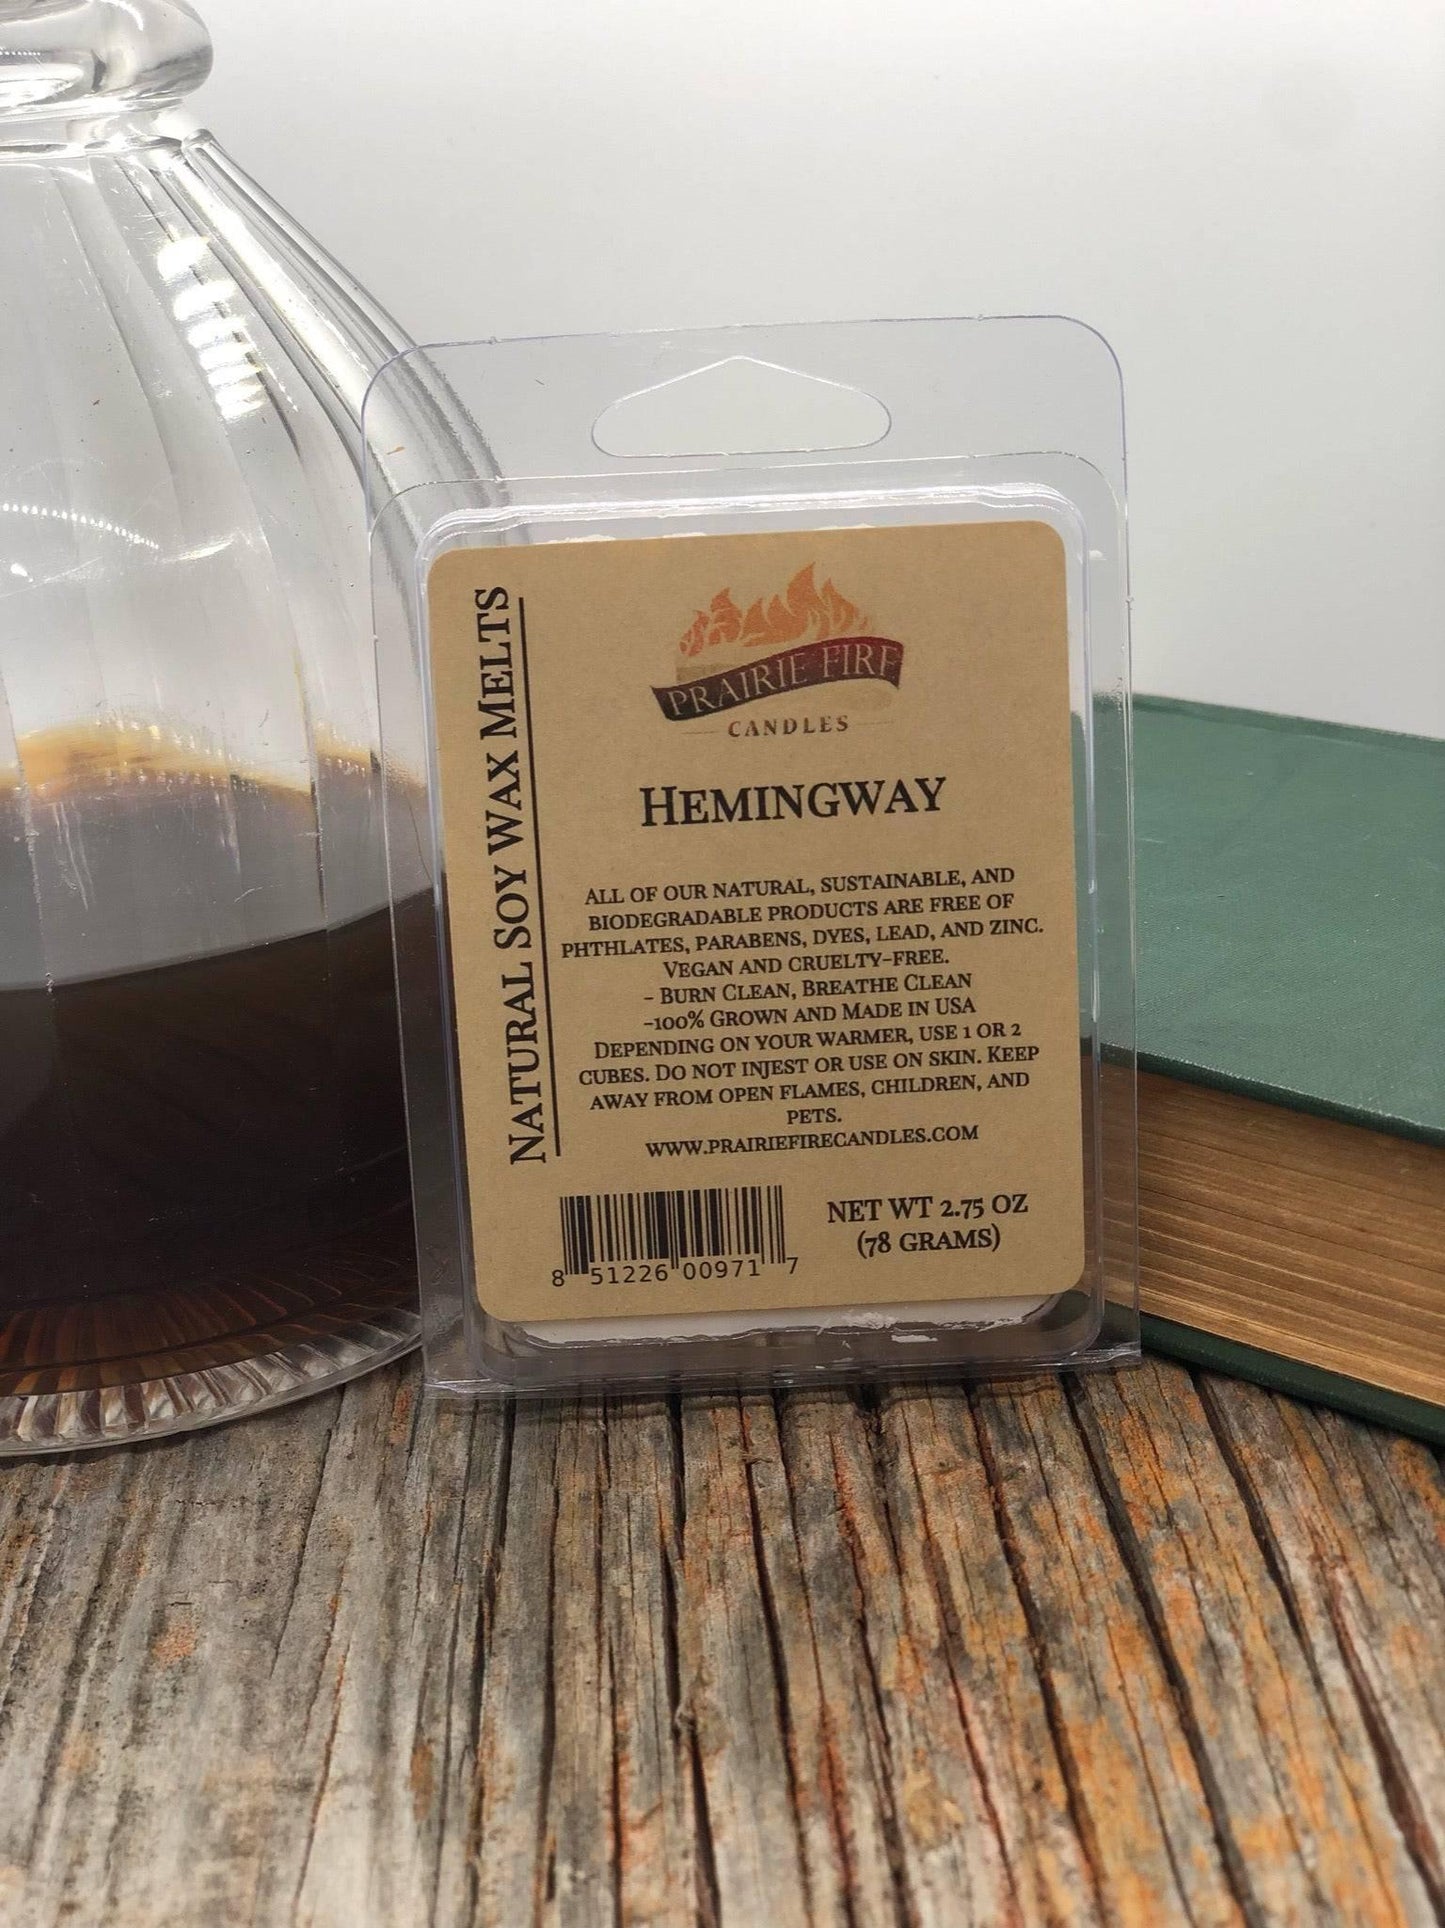 NATURAL SOY WAX MELTS
PRAIRIE FIRE
CANDLES
HEMINGWAY
ALL OF OUR NATURAL, SUSTAINABLE, AND
BIODEGRADABLE PRODUCTS ARE FREE OF
PHTHLATES, PARABENS, DYES, LEAD, AND ZINC.
VEGAN AND CRUELTY-FREE.
- BURN CLEAN, BREATHE CLEAN
-100% GROWN AND MADE IN USA
DEPENDING ON YOUR WARMER, USE 1 OR 2
CUBES. DO NOT INJEST OR USE ON SKIN. KEEP
AWAY FROM OPEN FLAMES, CHILDREN, AND
PETS.
WWW.PRAIRIEFIRECANDLES.COM
8 51226 00971 7
NET WT 2.75 OZ
(78 GRAMS)